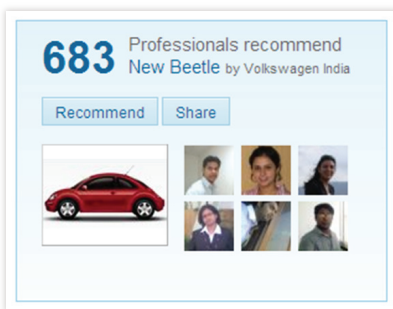 683 Professionals recommend
New Beetle by Volkswagen India
Recommend Share